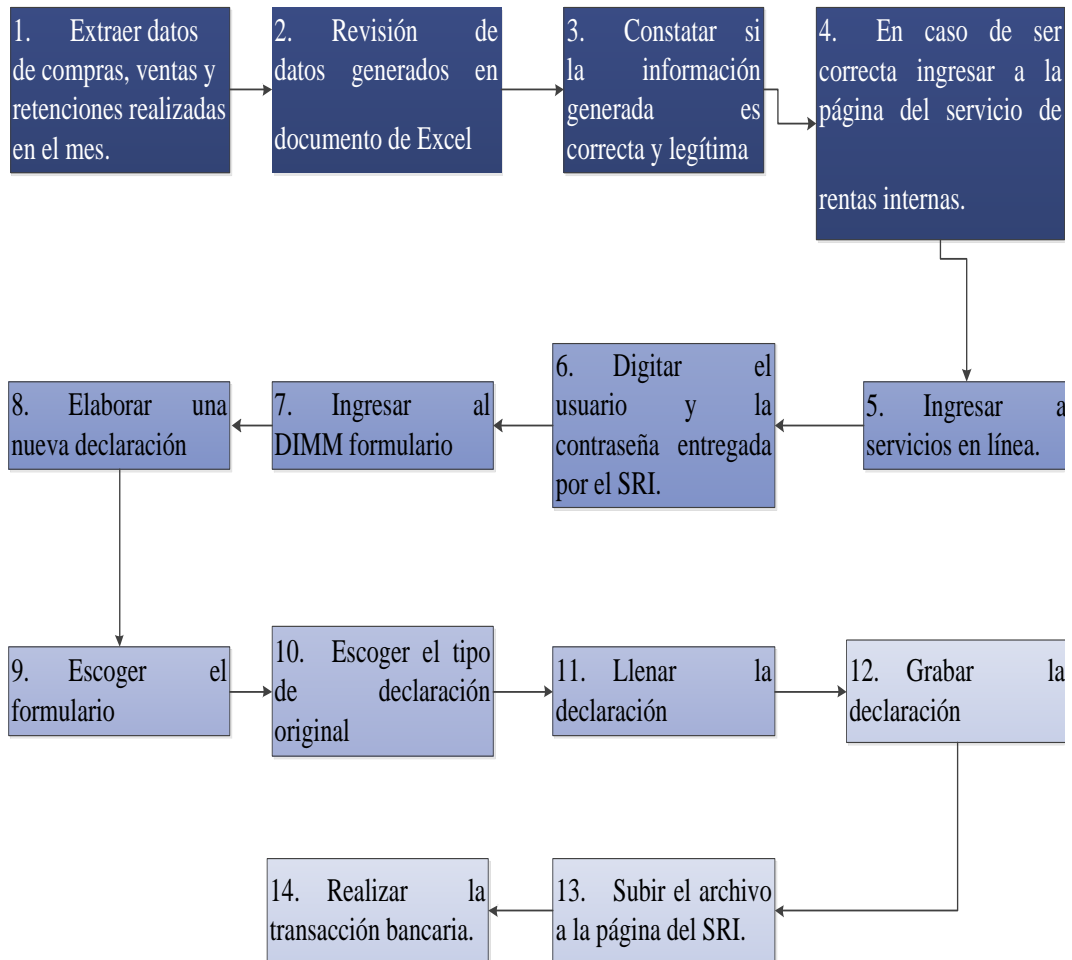 1. Extraer datos
de compras, ventas y
retenciones realizadas
en el mes.
2. Revisión de
datos generados en
documento de Excel
3. Constatar si
la información
generada es
correcta y legítima
4. En caso de ser
correcta ingresar a la
página del servicio de
rentas internas.
5. Ingresar a
servicios en línea.
6. Digitar el
usuario y la
contraseña entregada
por el SRI.
7. Ingresar al
DIMM formulario
8. Elaborar una
nueva declaración
9. Escoger el
formulario
10. Escoger el tipo
de declaración
original
11. Llenar la
declaración
12. Grabar la
declaración
13. Subir el archivo
a la página del SRI.
14. Realizar la
transacción bancaria.